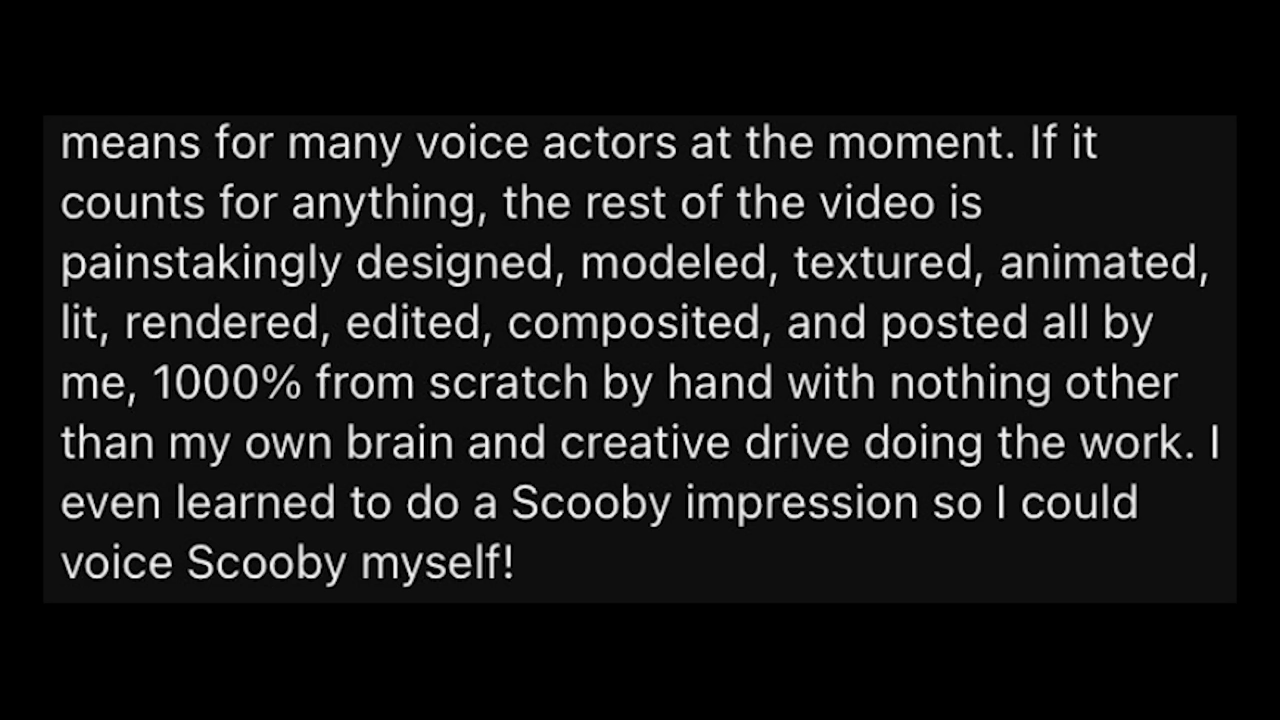 means for many voice actors at the moment. If it
counts for anything, the rest of the video is
painstakingly designed, modeled, textured, animated,
lit, rendered, edited, composited, and posted all by
me, 1000% from scratch by hand with nothing other
than my own brain and creative drive doing the work. I
even learned to do a Scooby impression so I could
voice Scooby myself!